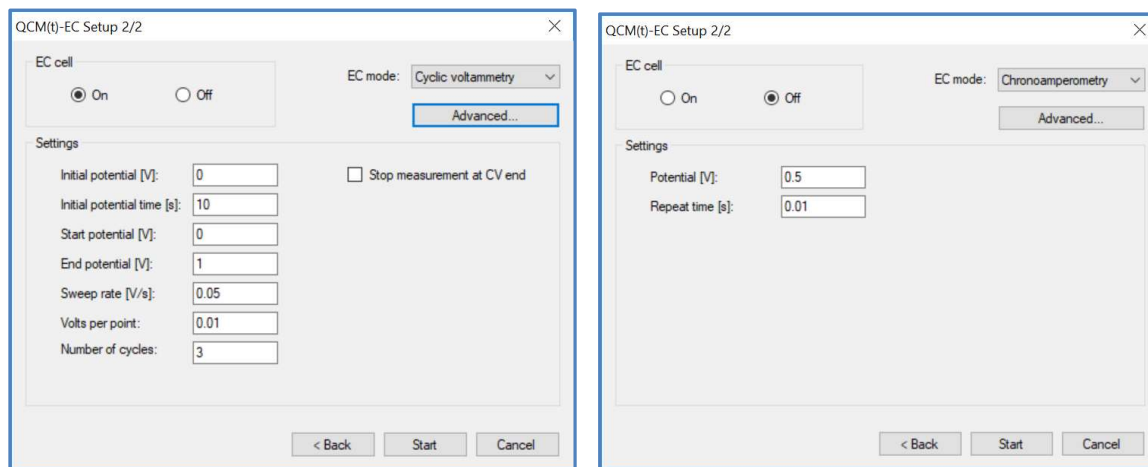 QCM(t)-EC Setup 2/2
EC cell
On Off
EC mode: Cyclic voltammetry
Advanced...
Settings
Initial potential [V]: 0
Stop measurement at CV end
Initial potential time [s]: 10
Start potential [V]: 0
End potential [V]: 1
Sweep rate [V/s]: 0.05
Volts per point: 0.01
Number of cycles: 3
< Back Start Cancel
QCM(t)-EC Setup 2/2
EC cell
On Off
EC mode: Chronoamperometry
Advanced...
Settings
Potential [V]: 0.5
Repeat time [s]: 0.01
< Back Start Cancel